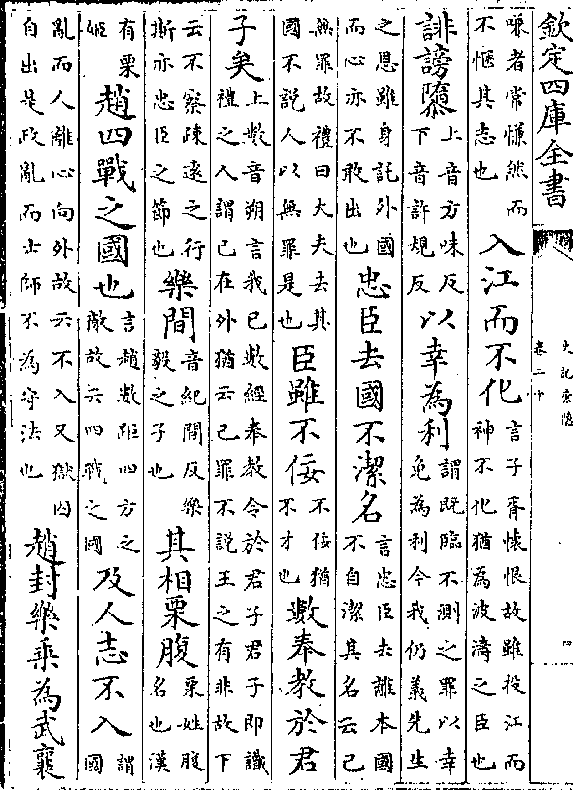 欽定四庫全書
史記索隱
卷二十
嗛者常慊然而
不愜其志也
入江而不化
言子胥懷恨故雖投江而
神不化猶為波濤之臣也
誹謗隳
上音方味反
下音許規反
以幸為利
謂既臨不測之罪以幸
免為利今我仍義先生
之恩雖身託外國
而心亦不敢出也
忠臣去國不潔名
言忠臣去離本國
不自潔其名云已
無罪故禮曰大夫去其
國不說人以無罪是也
臣雖不佞
不佞猶
不才也
數奉教於君
子矣
上數音朔言我已數經奉教令於君子君子即識
禮之人謂已在外猶云已罪不說王之有非故下
云不察疎遠之行
斯亦忠臣之節也
樂間
音紀閒反樂
毅之子也
其相栗腹
栗姓腹
名也漢
有栗
姬
趙四戰之國也
言趙數距四方之
敵故云四戰之國
及人志不入
謂
國
亂而人離心向外故云不入又獄囚
自出是政亂而士師不為守法也
趙封樂乗為武襄